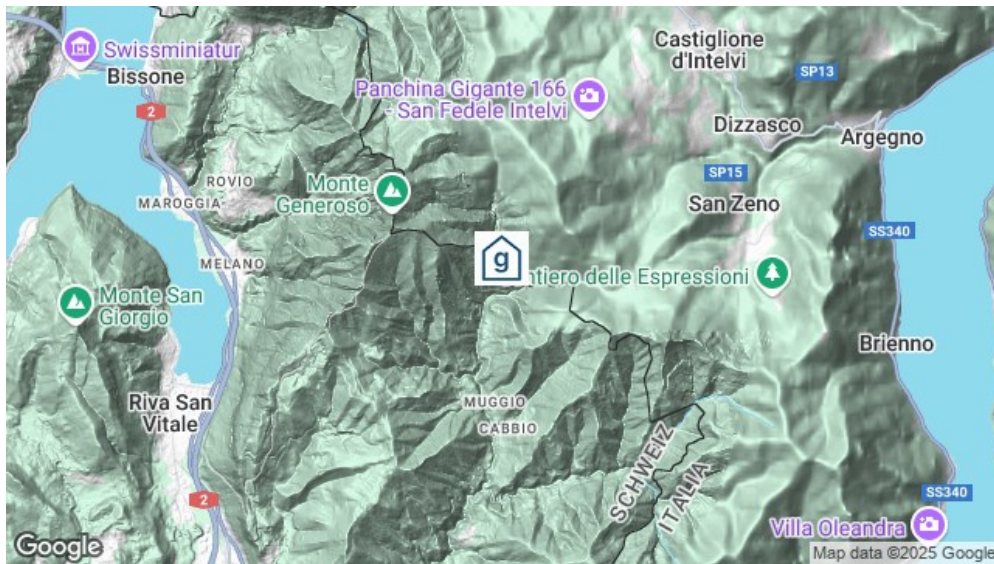 Swissminiatur
Bissone
2
Castiglione
d'Intelvi
SP13
Panchina Gigante 166
- San Fedele Intelvi
Dizzasco
Argegno
ROVIO
MAROGGIA
Monte
Generoso
SP15
San Zeno
SS340
MELANO
g
ntiero delle Espressioni
Monte San
Giorgio
Brienno
Riva San
Vitale
MUGGIO
CABBIO
SCHWEIZ
ITALIA
2
SS340
Villa Oleandra
Google
Map data ©2025 Google